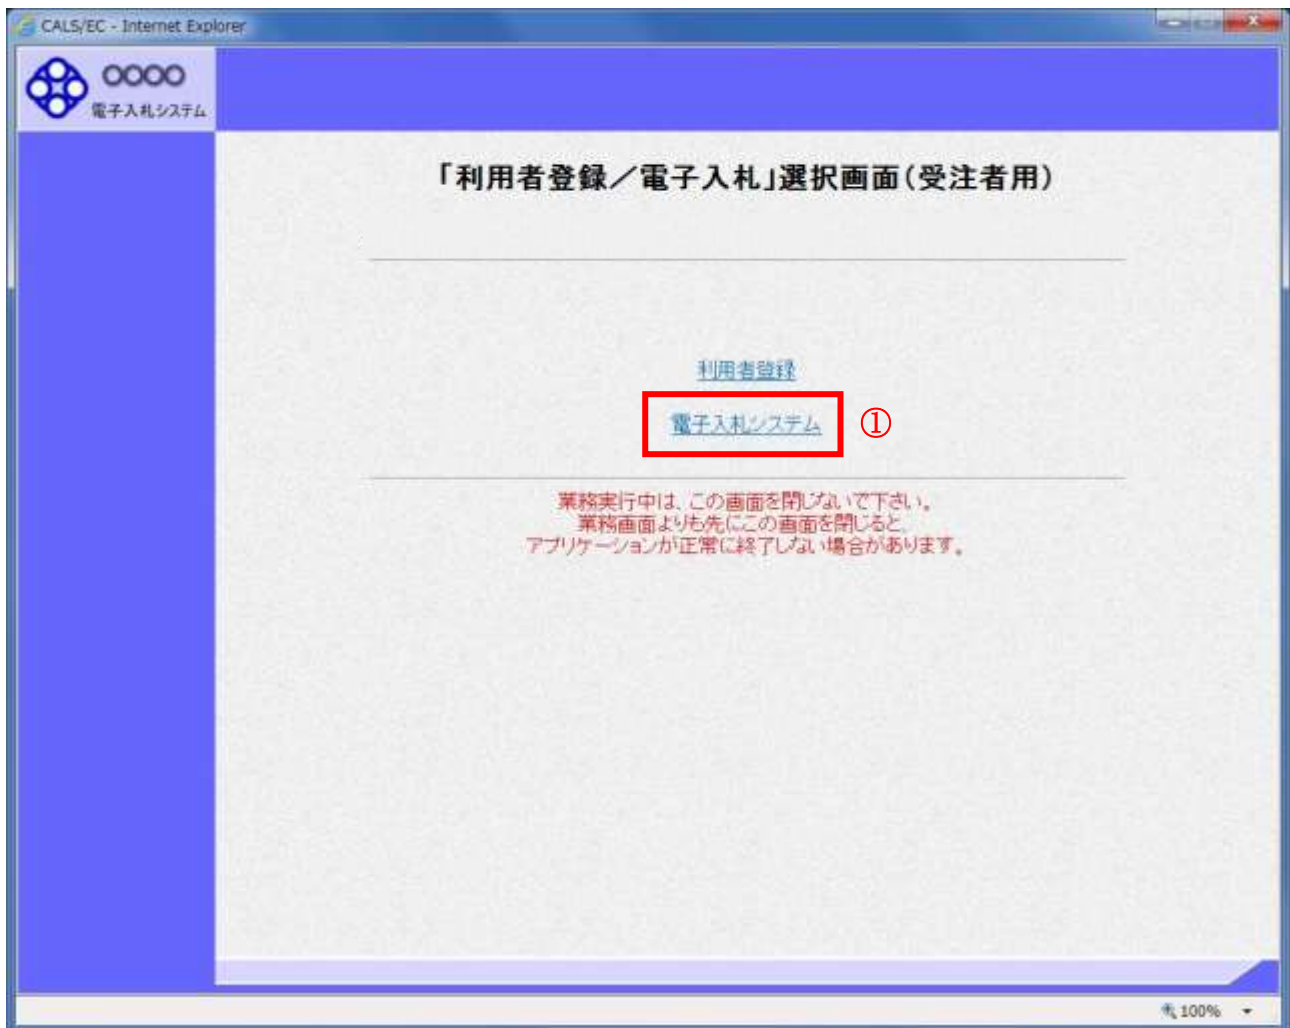 CALS/EC - Internet Explorer
○○○○
電子入札システム
「利用者登録／電子入札」選択画面（受注者用）
利用者登録
電子入札システム
①
業務実行中は、この画面を閉じないで下さい。
業務画面よりも先にこの画面を閉じると、
アプリケーションが正常に終了しない場合があります。
100%